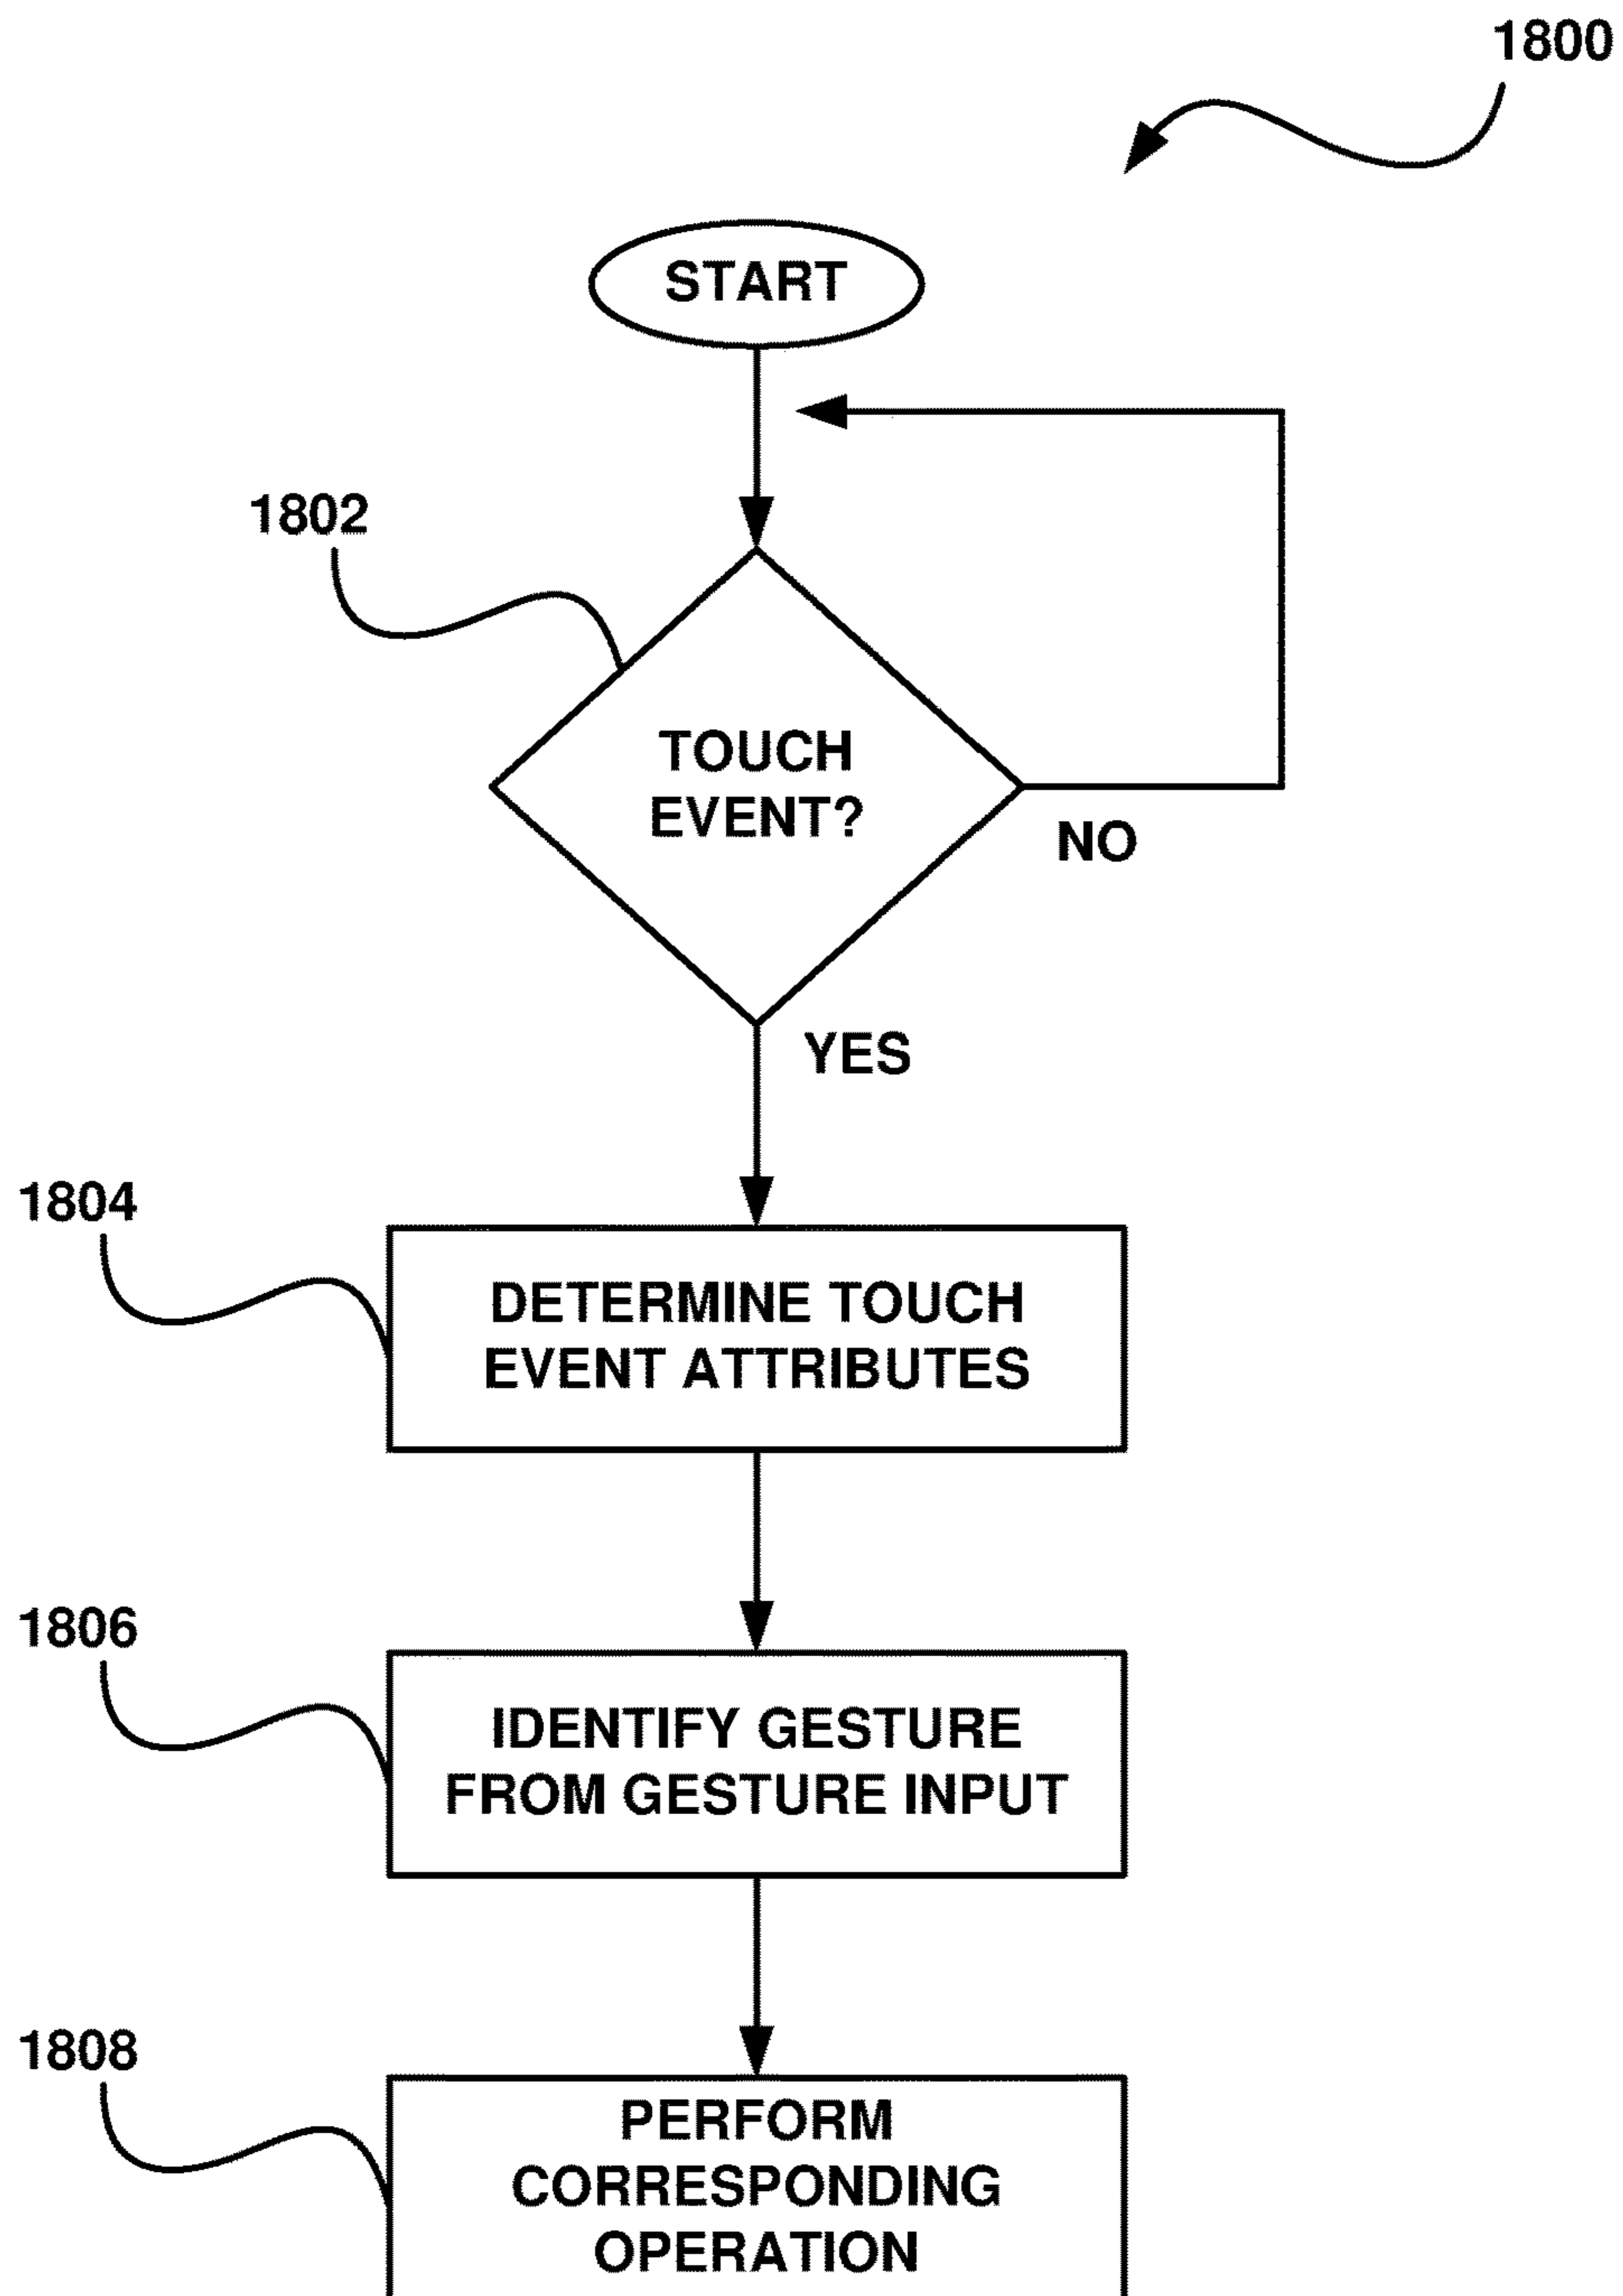 1800
START
1802
TOUCH
EVENT?
NO
YES
1804
DETERMINE TOUCH
EVENT ATTRIBUTES
1806
IDENTIFY GESTURE
FROM GESTURE INPUT
1808
PERFORM
CORRESPONDING
OPERATION